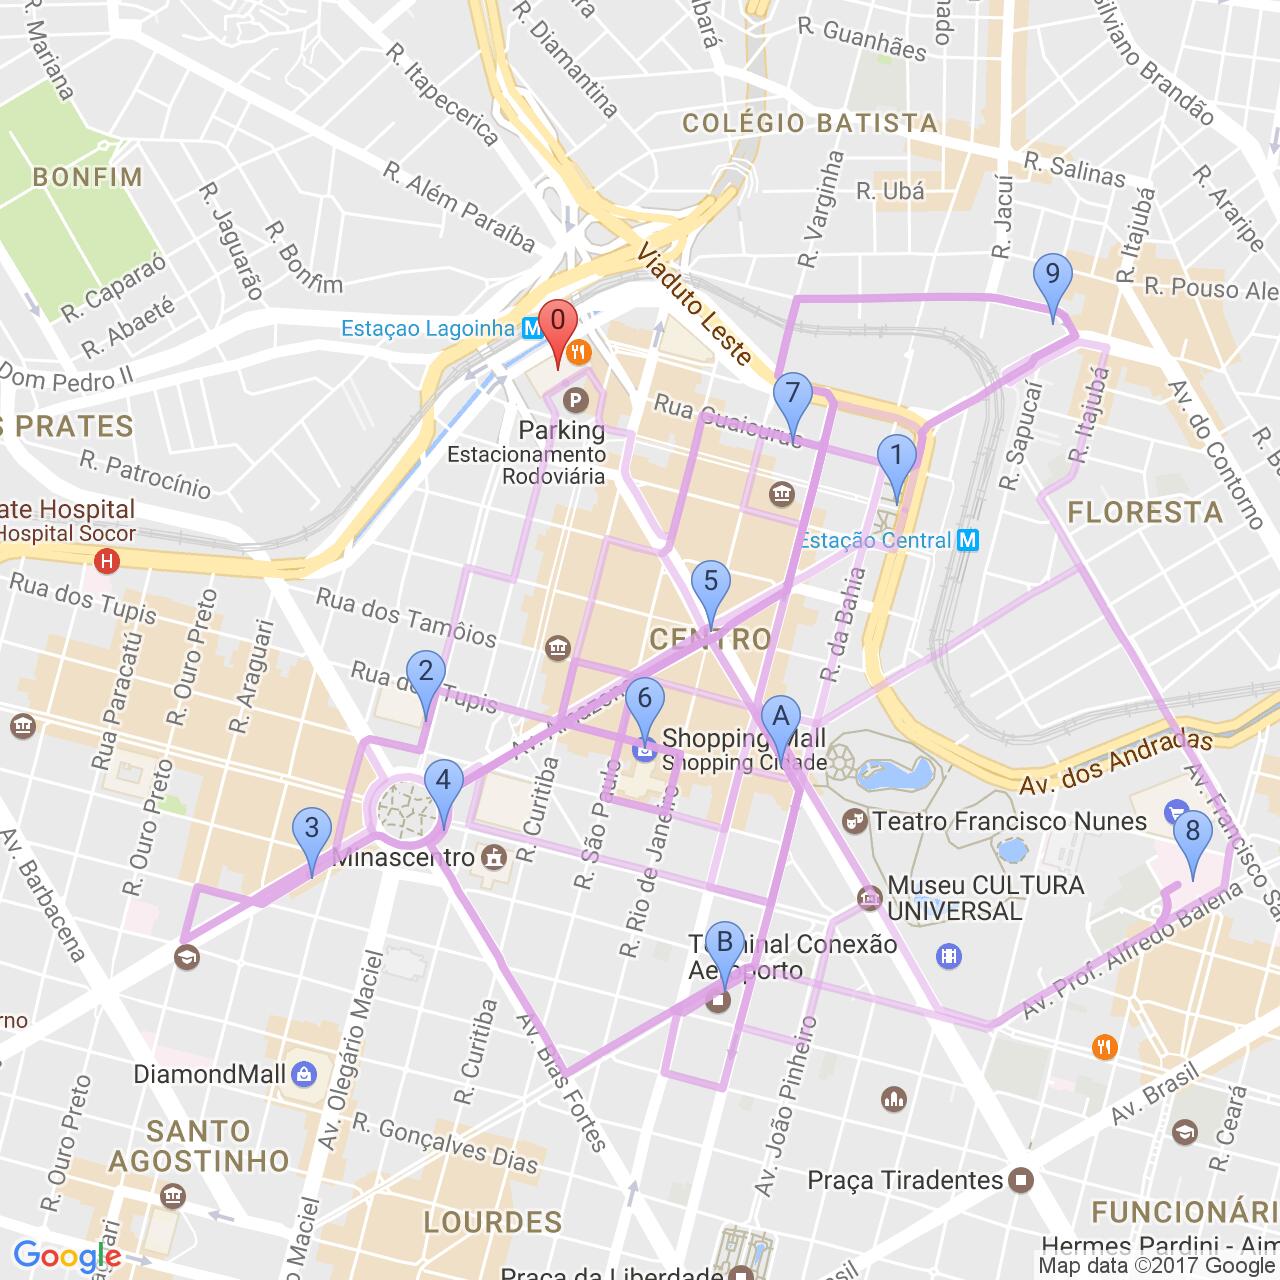 R. Mariana
R. Diamantina
R. Guanhães
R. Itapecerica
Silviano Brandão
COLÉGIO BATISTA
BONFIM
R. Além Paraíba
R. Salinas
R. Ubá
R. Varginha
R. Jacuí
R. Itajubá
R. Araripe
R. Jaguarão
R. Bonfim
R. Caparaó
R. Abaeté
Viaduto Leste
9
R. Pouso Ale
Estaçao Lagoinha M
0
Dom Pedro II
7
Rua Guaicurus
P
Parking
Estacionamento
Rodoviária
S PRATES
R. Patrocínio
R. Sapucaí
R. Itajubá
Av. do Contorno
1
ate Hospital
Hospital Socor
H
FLORESTA
Estação Central M
Rua dos Tupis
R. Ouro Preto
Rua dos Tamôios
5
CENTRO
R. da Bahia
Rua Paracatu
R. Araguari
2
Rua dos Tupis
6
Av. Amazonas
A
Shopping Mall
Shopping Cidade
Av. dos Andradas
R. Ouro Preto
4
R. Curitiba
R. São Paulo
R. Rio de Janeiro
Av. Francisco Sa
3
Teatro Francisco Nunes
8
Minascentro
Av. Barbacena
Museu CULTURA
UNIVERSAL
Av. Prof. Alfredo Balena
B
Terminal Conexão
Aeroporto
R. Olegário Maciel
R. Curitiba
Av. Bias Fortes
rno
DiamondMall
Av. João Pinheiro
Av. Brasil
R. Ceará
R. Ouro Preto
SANTO
AGOSTINHO
R. Gonçalves Dias
Praça Tiradentes
LOURDES
FUNCIONÁRI
Maciel
Google
Praça da Liberdade
Hermes Pardini - Aim
Map data ©2017 Google